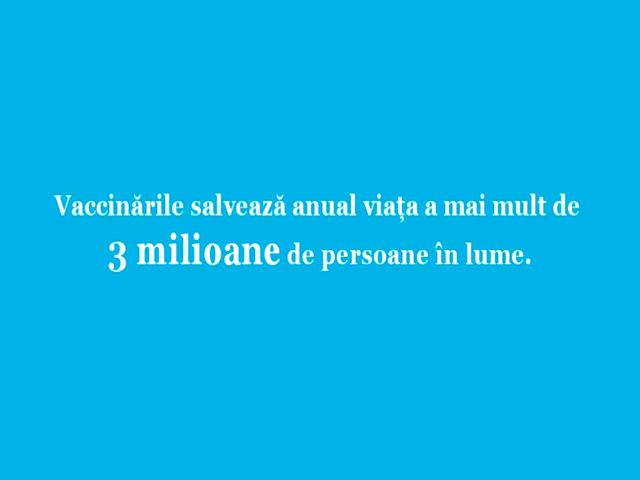 Vaccinările salvează anual viața a mai mult de
3 milioane de persoane în lume.